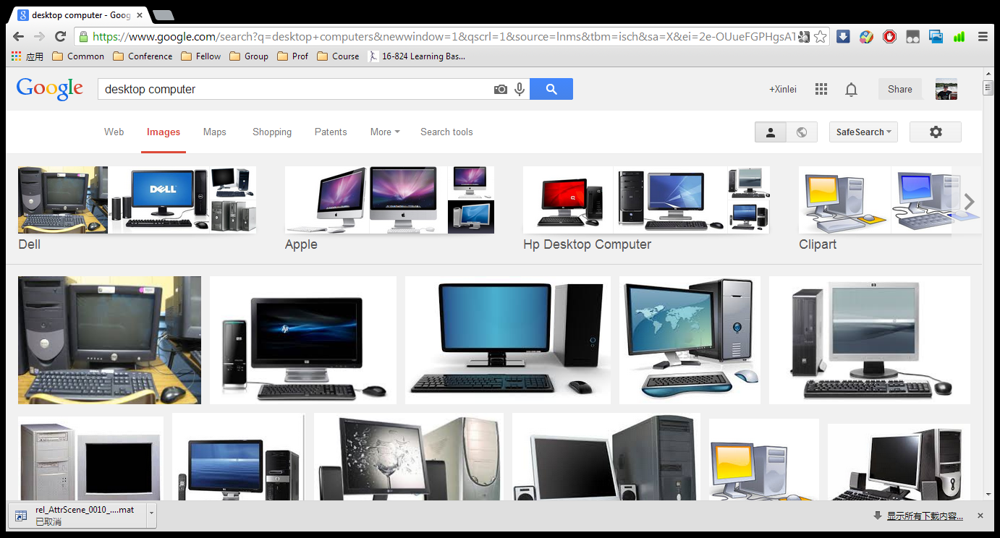 desktop computer - Goog
https://www.google.com/search?q=desktop+computers&newwindow=1&qscrl=1&source=lnms&tbm=isch&sa=X&ei=2e-OUueFGPHgsAT
应用 Common Conference Fellow Group Prof Course 16-824 Learning Bas...
Google desktop computer +Xinlei Share
Web Images Maps Shopping Patents More Search tools SafeSearch
DELL
Dell Apple Hp Desktop Computer Clipart
hp
rel_AttrScene_0010_....mat
已取消
显示所有下载内容...